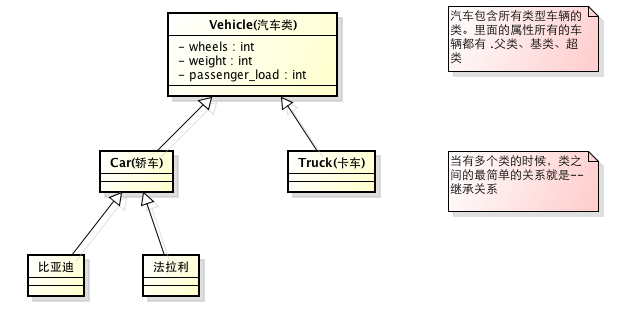 Vehicle(汽车类)
- wheels : int
- weight : int
- passenger_load : int
汽车包含所有类型车辆的
类。里面的属性所有的车
辆都有 .父类、基类、超
类
Car(轿车)
Truck(卡车)
当有多个类的时候，类之
间的最简单的关系就是--
继承关系
比亚迪
法拉利